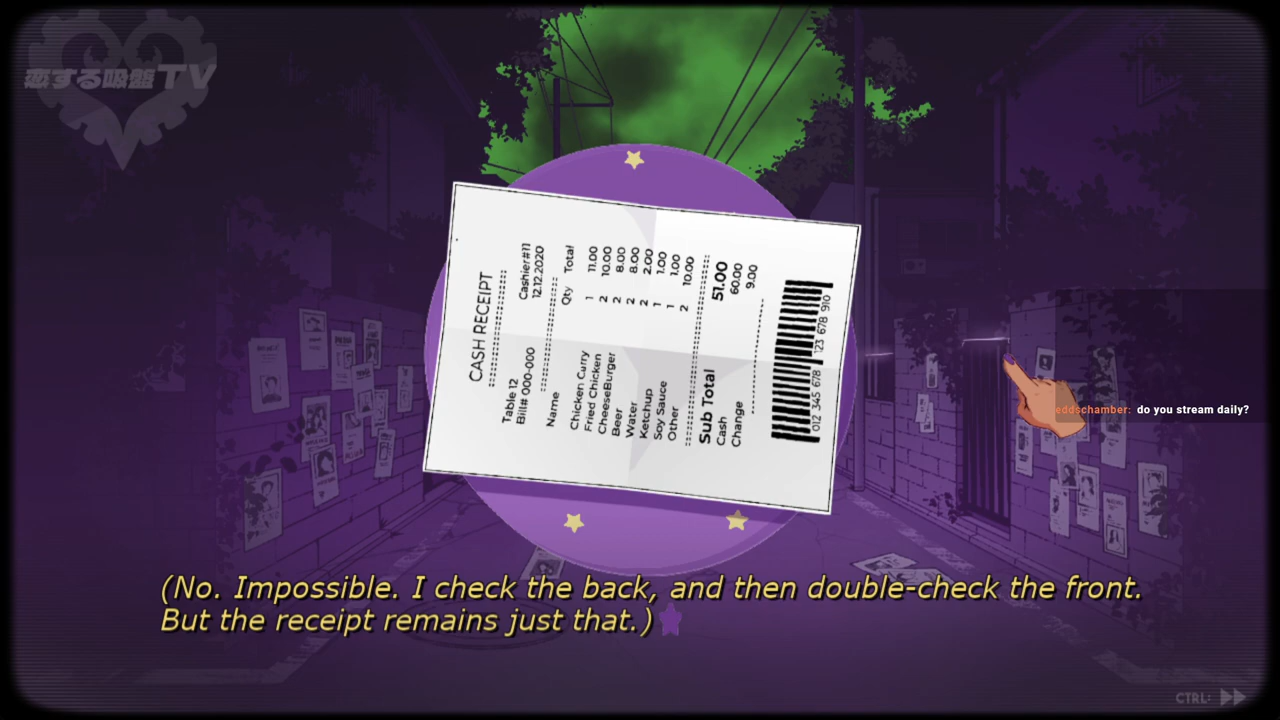 恋する吸盤TV
CASH RECEIPT
Table 12 Cashier#11
Bill# 000-000 12.12.2020
Name Qty Total
Chicken Curry 1 11.00
Fried Chicken 2 10.00
CheeseBurger 2 8.00
Beer 2 8.00
Water 2 2.00
Ketchup 1 1.00
Soy Sauce 1 1.00
Other 2 10.00
Sub Total 51.00
Cash 60.00
Change 9.00
012 345 678 123 678 910
eddschamber: do you stream daily?
(No. Impossible. I check the back, and then double-check the front.
But the receipt remains just that.)
CTRL: